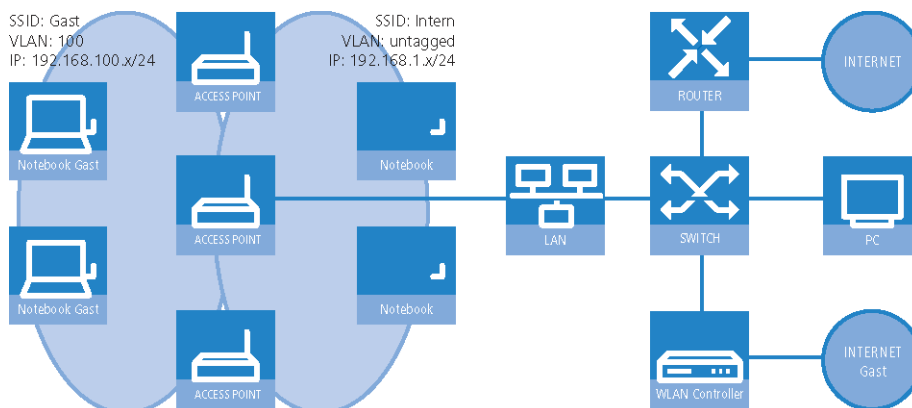 SSID: Gast
VLAN: 100
IP: 192.168.100.x/24
SSID: Intern
VLAN: untagged
IP: 192.168.1.x/24
ACCESS POINT
ROUTER
INTERNET
Notebook Gast
Notebook
ACCESS POINT
LAN
SWITCH
PC
Notebook Gast
Notebook
ACCESS POINT
WLAN Controller
INTERNET
Gast